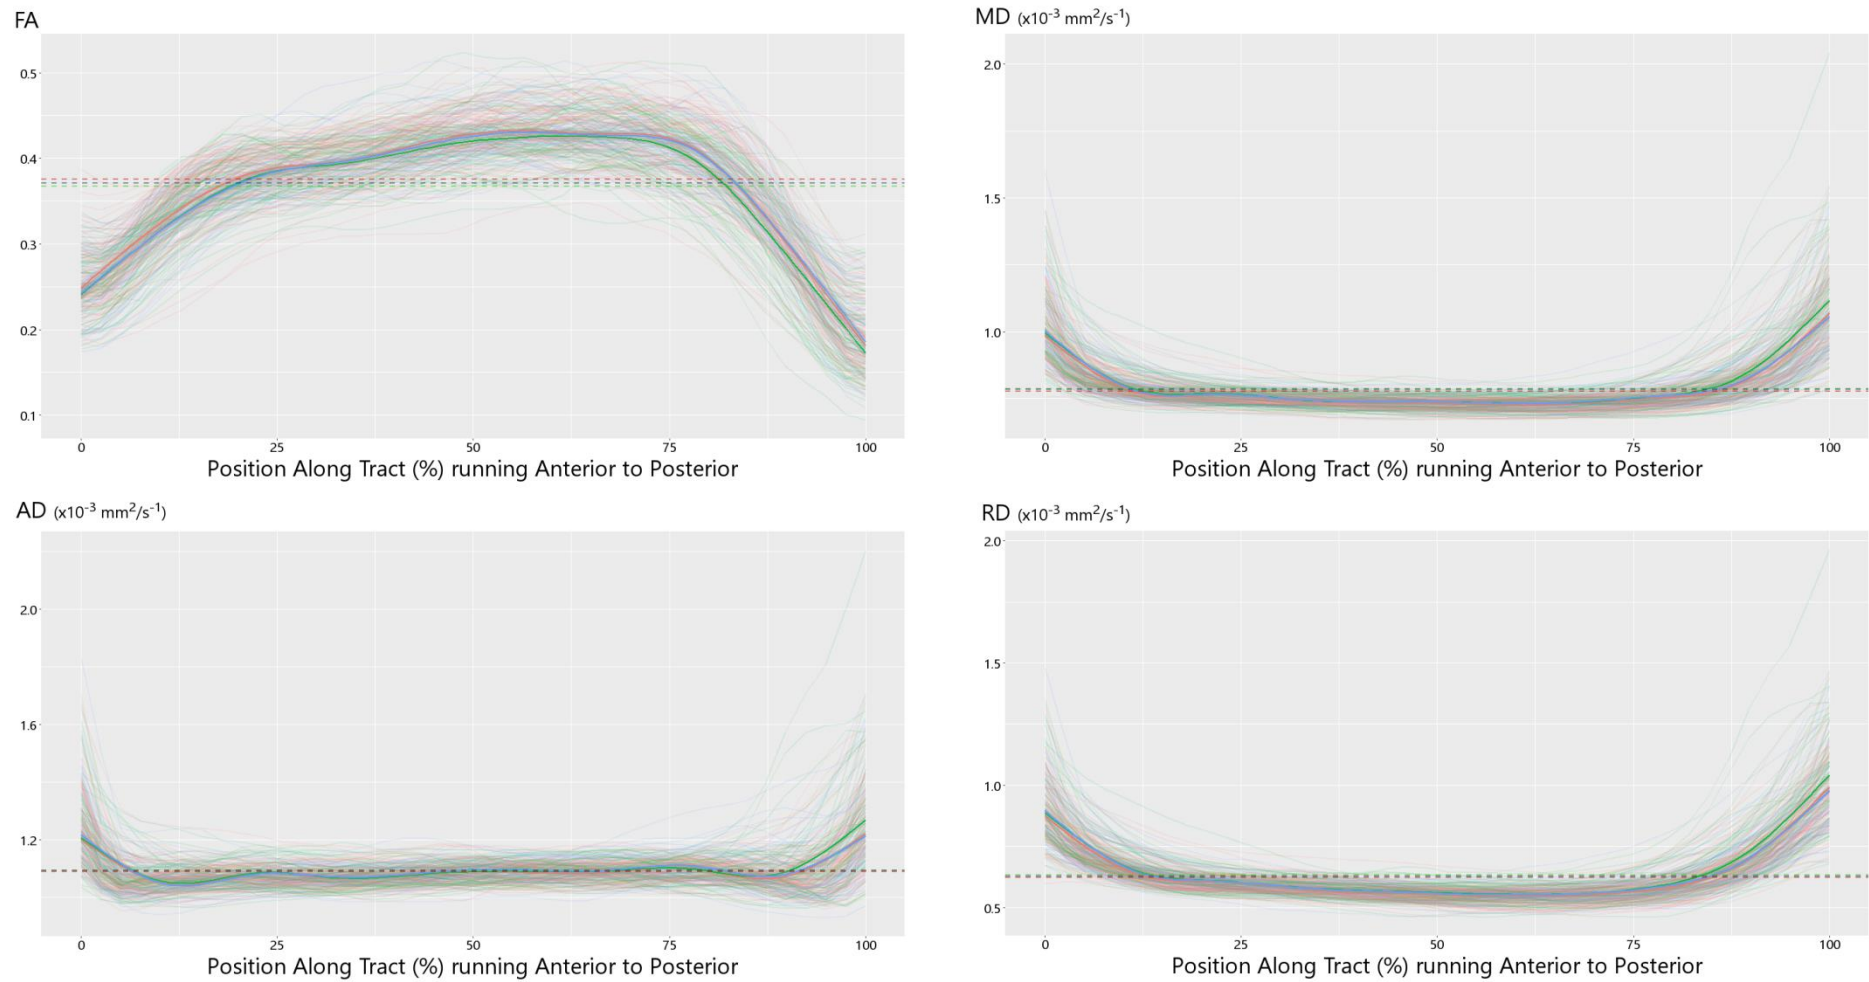 FA
0.5
0.4
0.3
0.2
0.1
0 25 50 75 100
Position Along Tract (%) running Anterior to Posterior
MD (x10⁻³ mm²/s⁻¹)
2.0
1.5
1.0
0 25 50 75 100
Position Along Tract (%) running Anterior to Posterior
AD (x10⁻³ mm²/s⁻¹)
2.0
1.6
1.2
0 25 50 75 100
Position Along Tract (%) running Anterior to Posterior
RD (x10⁻³ mm²/s⁻¹)
2.0
1.5
1.0
0.5
0 25 50 75 100
Position Along Tract (%) running Anterior to Posterior